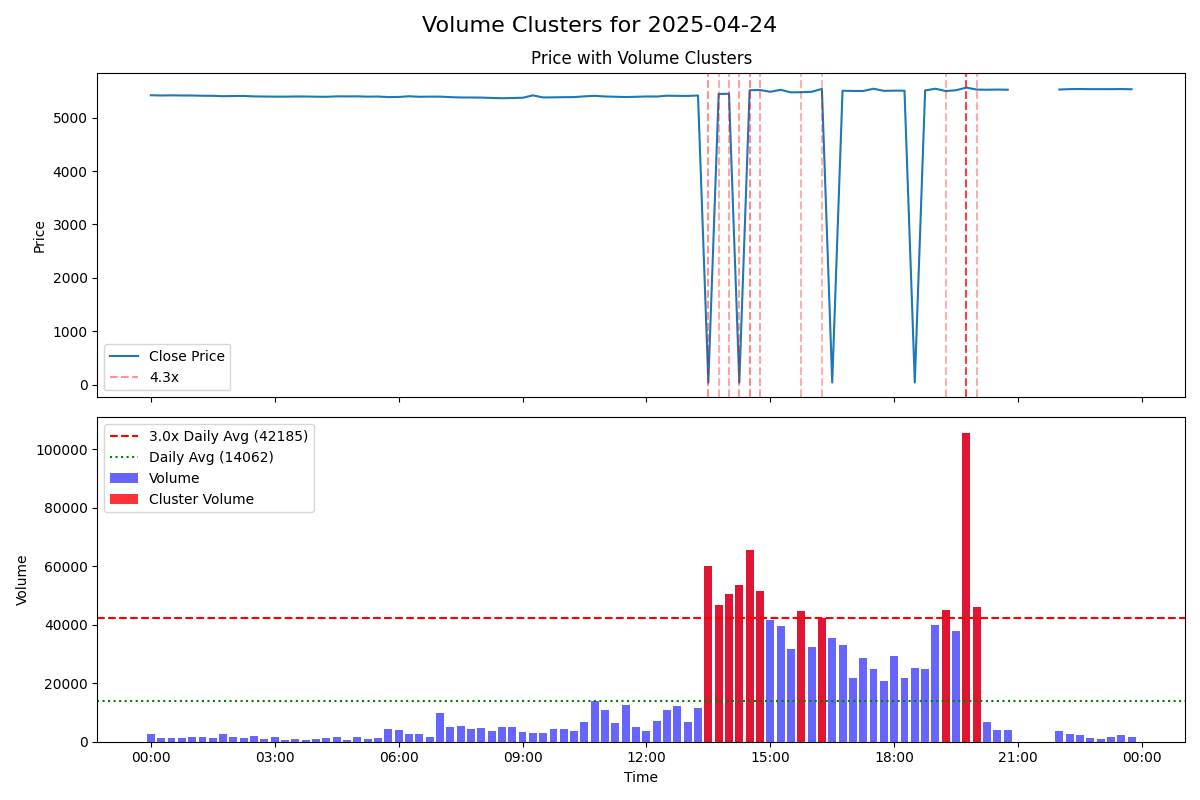 Volume Clusters for 2025-04-24
Price with Volume Clusters
Price
5000
4000
3000
2000
1000
0
Close Price
4.3x
Volume
100000
80000
60000
40000
20000
0
3.0x Daily Avg (42185)
Daily Avg (14062)
Volume
Cluster Volume
00:00 03:00 06:00 09:00 12:00 15:00 18:00 21:00 00:00
Time